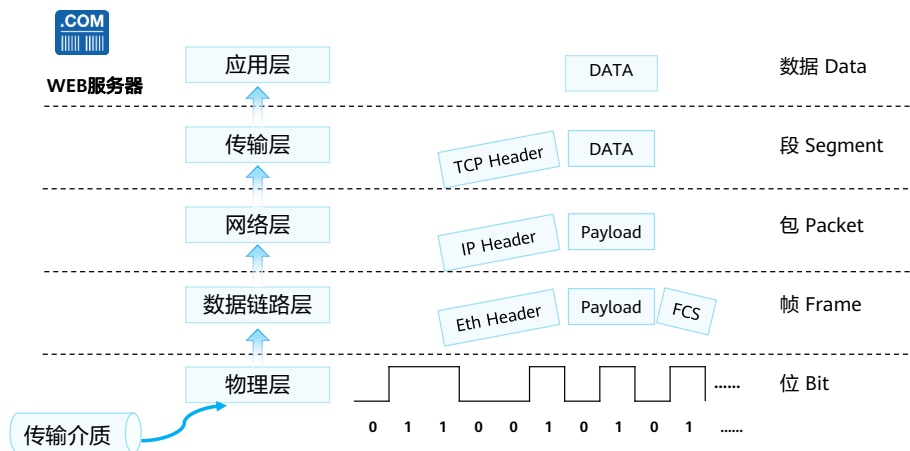 .COM
WEB服务器
应用层
DATA
数据 Data
传输层
TCP Header
DATA
段 Segment
网络层
IP Header
Payload
包 Packet
数据链路层
Eth Header
Payload
FCS
帧 Frame
物理层
......
位 Bit
传输介质
0 1 1 0 0 1 0 1 0 1 ......